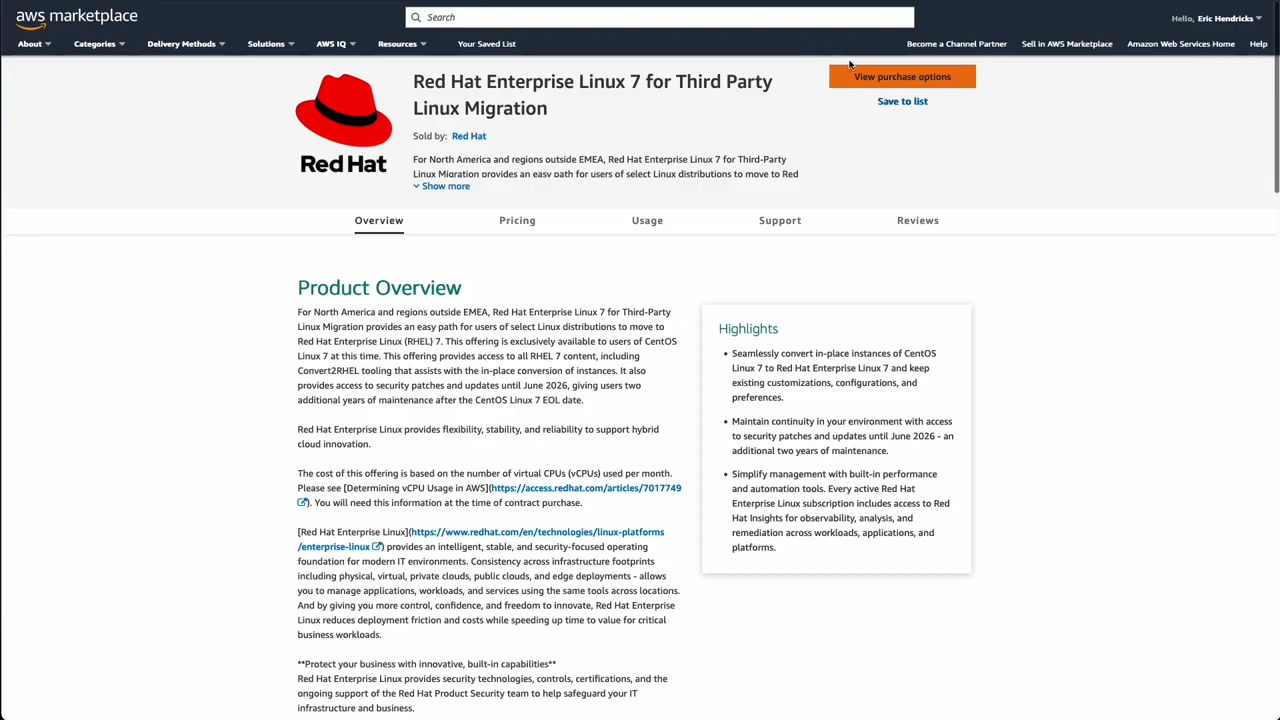 aws marketplace
Search
Hello, Eric Hendricks
About
Categories
Delivery Methods
Solutions
AWS IQ
Resources
Your Saved List
Become a Channel Partner
Sell in AWS Marketplace
Amazon Web Services Home
Help
Red Hat
Red Hat Enterprise Linux 7 for Third Party
Linux Migration
Sold by: Red Hat
For North America and regions outside EMEA, Red Hat Enterprise Linux 7 for Third-Party
Linux Migration provides an easy path for users of select Linux distributions to move to Red
Show more
View purchase options
Save to list
Overview
Pricing
Usage
Support
Reviews
Product Overview
For North America and regions outside EMEA, Red Hat Enterprise Linux 7 for Third-Party
Linux Migration provides an easy path for users of select Linux distributions to move to
Red Hat Enterprise Linux (RHEL) 7. This offering is exclusively available to users of CentOS
Linux 7 at this time. This offering provides access to all RHEL 7 content, including
Convert2RHEL tooling that assists with the in-place conversion of instances. It also
provides access to security patches and updates until June 2026, giving users two
additional years of maintenance after the CentOS Linux 7 EOL date.
Red Hat Enterprise Linux provides flexibility, stability, and reliability to support hybrid
cloud innovation.
The cost of this offering is based on the number of virtual CPUs (vCPUs) used per month.
Please see [Determining vCPU Usage in AWS](https://access.redhat.com/articles/7017749
). You will need this information at the time of contract purchase.
[Red Hat Enterprise Linux](https://www.redhat.com/en/technologies/linux-platforms
/enterprise-linux) provides an intelligent, stable, and security-focused operating
foundation for modern IT environments. Consistency across infrastructure footprints
including physical, virtual, private clouds, public clouds, and edge deployments - allows
you to manage applications, workloads, and services using the same tools across locations.
And by giving you more control, confidence, and freedom to innovate, Red Hat Enterprise
Linux reduces deployment friction and costs while speeding up time to value for critical
business workloads.
**Protect your business with innovative, built-in capabilities**
Red Hat Enterprise Linux provides security technologies, controls, certifications, and the
ongoing support of the Red Hat Product Security team to help safeguard your IT
infrastructure and business.
Highlights
• Seamlessly convert in-place instances of CentOS
Linux 7 to Red Hat Enterprise Linux 7 and keep
existing customizations, configurations, and
preferences.
• Maintain continuity in your environment with access
to security patches and updates until June 2026 - an
additional two years of maintenance.
• Simplify management with built-in performance
and automation tools. Every active Red Hat
Enterprise Linux subscription includes access to Red
Hat Insights for observability, analysis, and
remediation across workloads, applications, and
platforms.